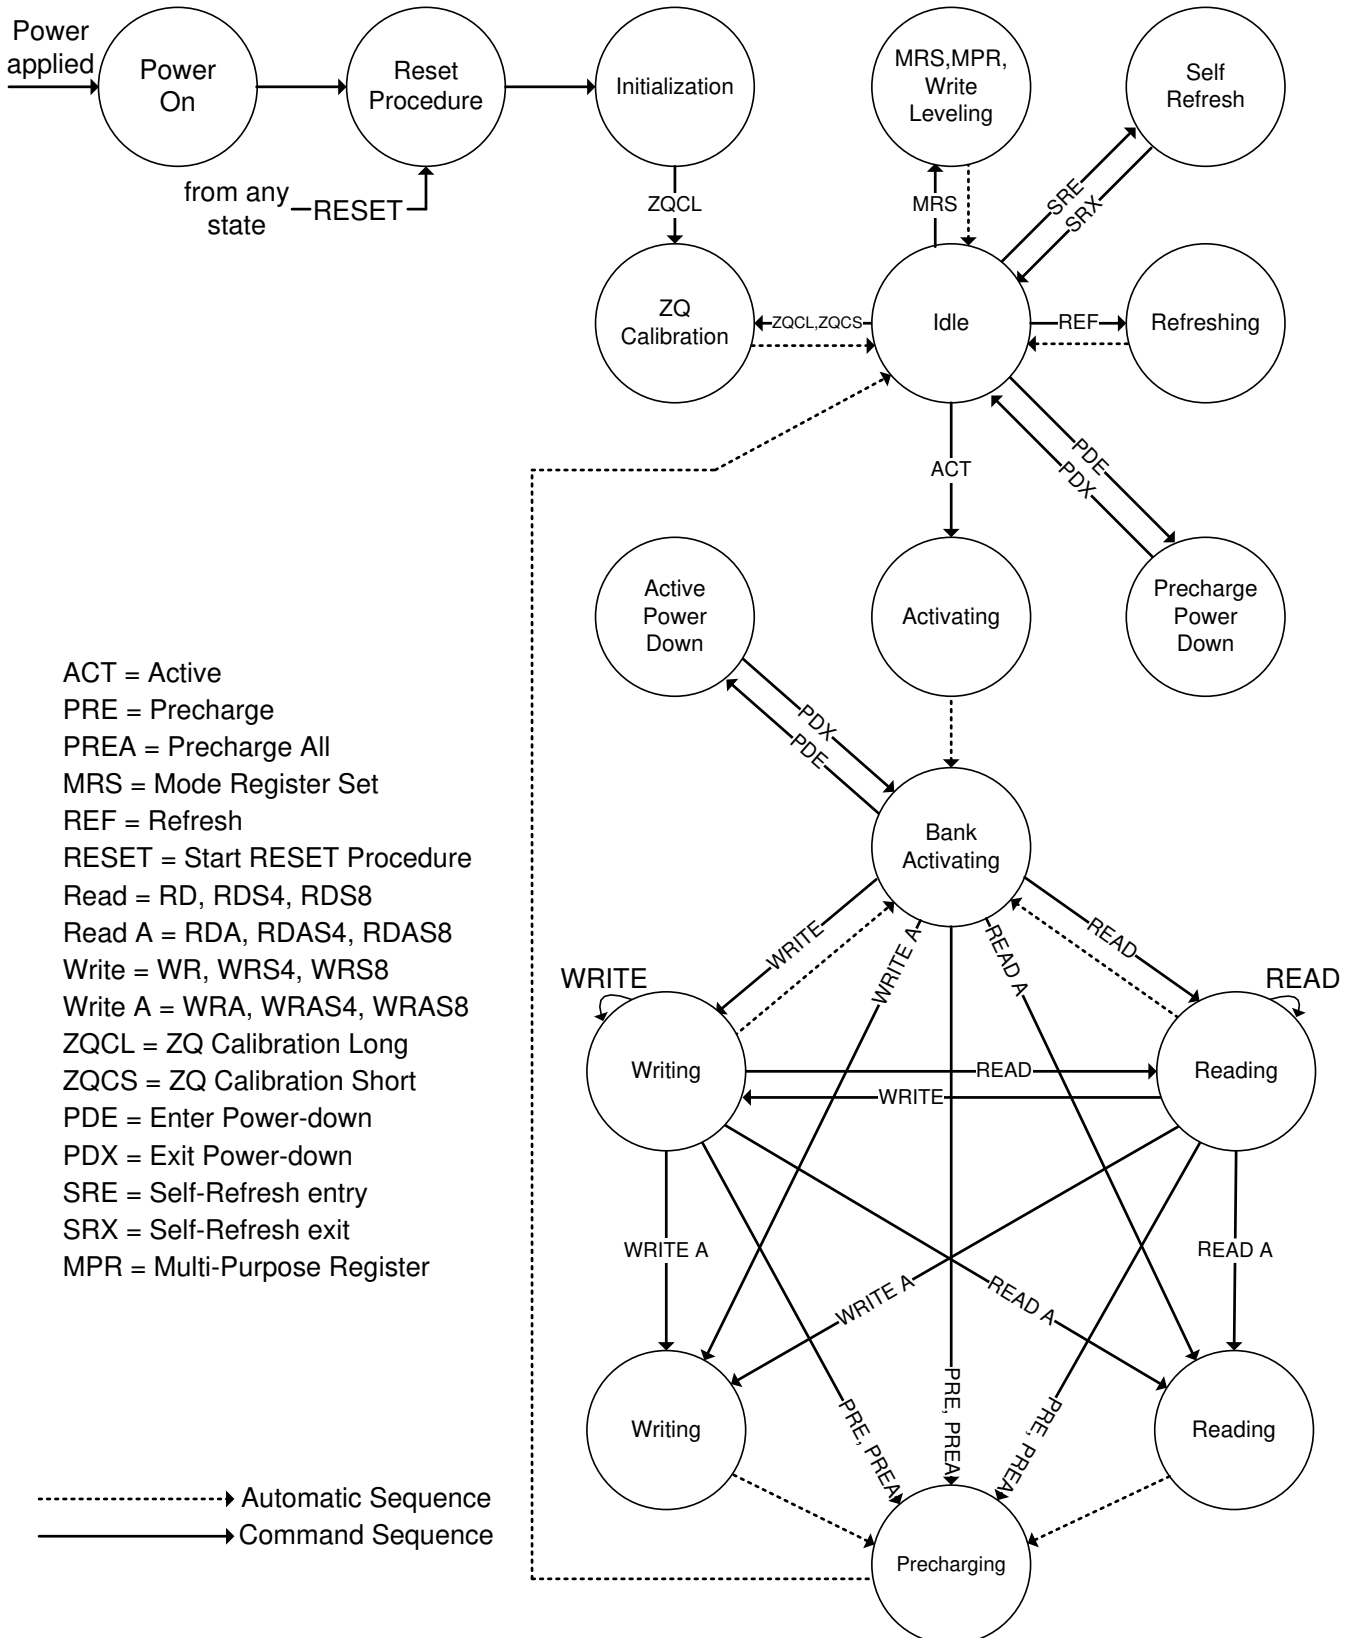 Power
applied
Power
On
Reset
Procedure
Initialization
MRS,MPR,
Write
Leveling
Self
Refresh
from any
state
RESET
ZQCL
MRS
SRE
SRX
ZQ
Calibration
ZQCL,ZQCS
Idle
REF
Refreshing
ACT
PDE
PDX
Active
Power
Down
Activating
Precharge
Power
Down
ACT = Active
PRE = Precharge
PREA = Precharge All
MRS = Mode Register Set
REF = Refresh
RESET = Start RESET Procedure
Read = RD, RDS4, RDS8
Read A = RDA, RDAS4, RDAS8
Write = WR, WRS4, WRS8
Write A = WRA, WRAS4, WRAS8
ZQCL = ZQ Calibration Long
ZQCS = ZQ Calibration Short
PDE = Enter Power-down
PDX = Exit Power-down
SRE = Self-Refresh entry
SRX = Self-Refresh exit
MPR = Multi-Purpose Register
PDX
PDE
Bank
Activating
WRITE
WRITE A
READ A
READ
WRITE
READ
Writing
READ
WRITE
Reading
WRITE A
READ A
WRITE A
READ A
PRE, PREA
PRE, PREA
PRE, PREA
Writing
Reading
Automatic Sequence
Command Sequence
Precharging